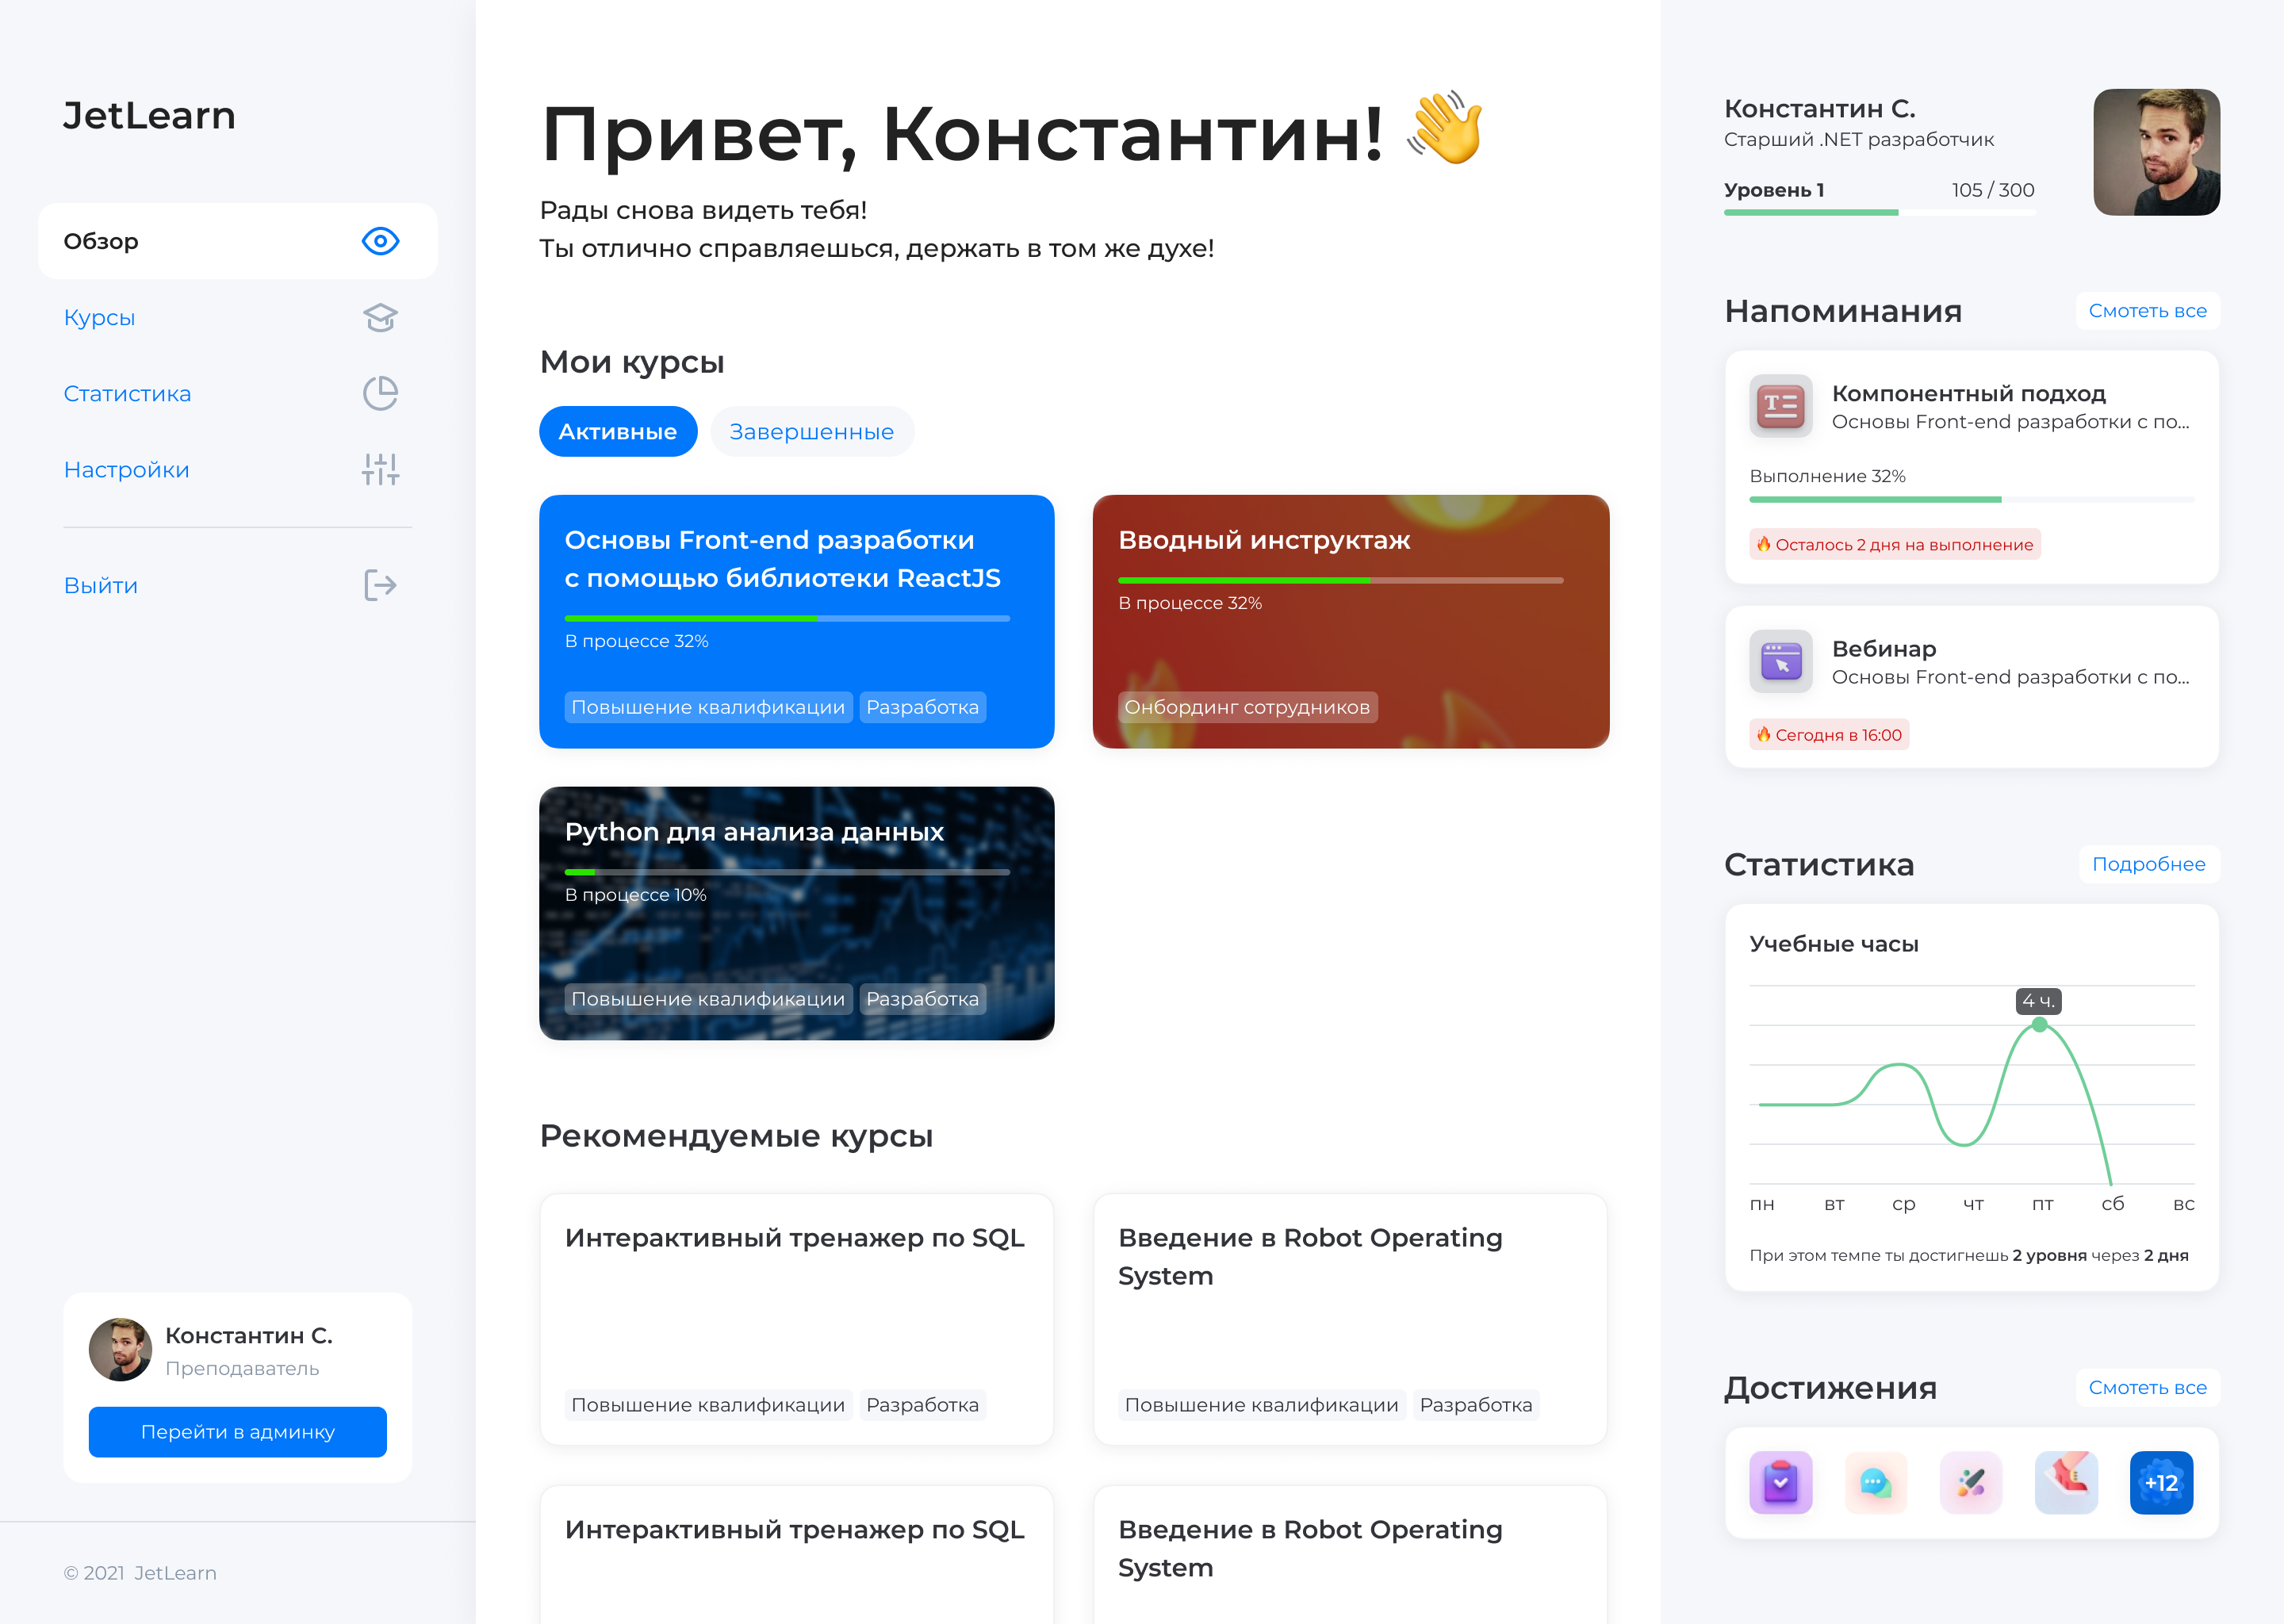 JetLearn
Обзор
Курсы
Статистика
Настройки
Выйти
Константин С.
Преподаватель
Перейти в админку
© 2021 JetLearn
Привет, Константин! 👋
Рады снова видеть тебя!
Ты отлично справляешься, держать в том же духе!
Мои курсы
Активные
Завершенные
Основы Front-end разработки
с помощью библиотеки ReactJS
В процессе 32%
Повышение квалификации
Разработка
Вводный инструктаж
В процессе 32%
Онбординг сотрудников
Python для анализа данных
В процессе 10%
Повышение квалификации
Разработка
Рекомендуемые курсы
Интерактивный тренажер по SQL
Повышение квалификации
Разработка
Введение в Robot Operating
System
Повышение квалификации
Разработка
Интерактивный тренажер по SQL
Введение в Robot Operating
System
Константин С.
Старший .NET разработчик
Уровень 1
105 / 300
Напоминания
Смотеть все
Компонентный подход
Основы Front-end разработки с по...
Выполнение 32%
🔥 Осталось 2 дня на выполнение
Вебинар
Основы Front-end разработки с по...
🔥 Сегодня в 16:00
Статистика
Подробнее
Учебные часы
4 ч.
пн вт ср чт пт сб вс
При этом темпе ты достигнешь 2 уровня через 2 дня
Достижения
Смотеть все
+12